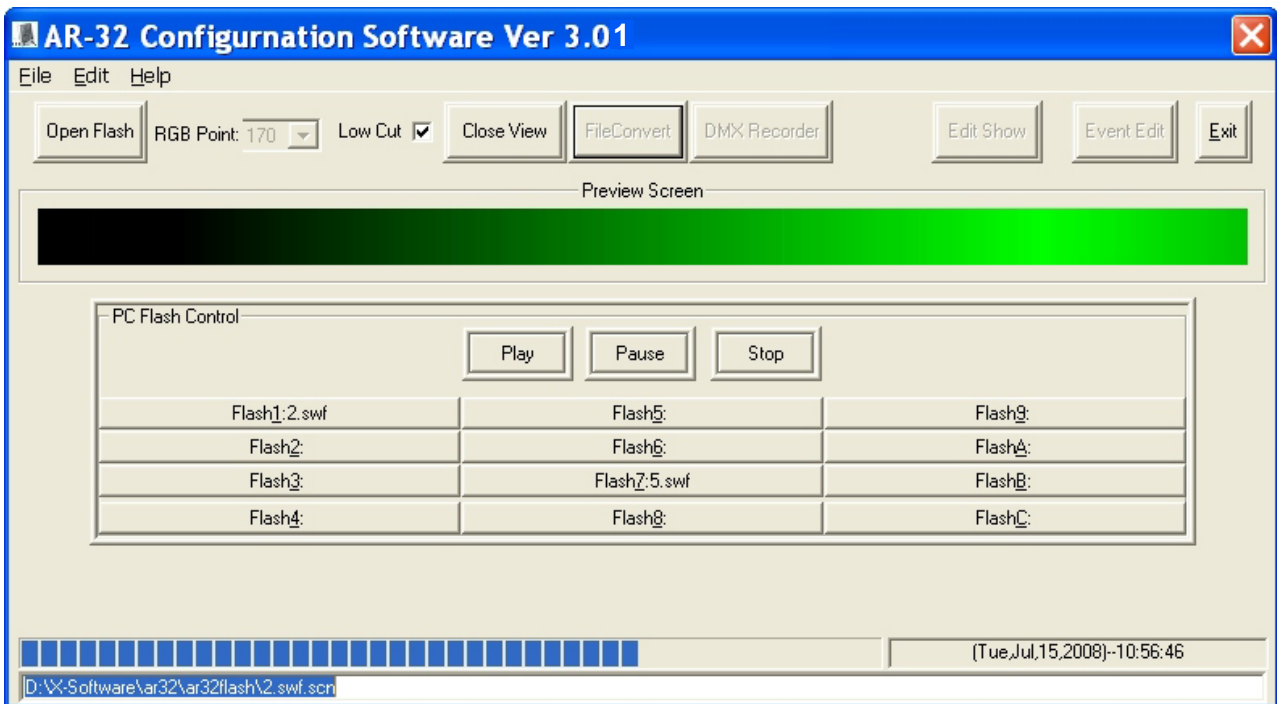 AR-32 Configurnation Software Ver 3.01
File Edit Help
Open Flash RGB Point: 170 Low Cut Close View FileConvert DMX Recorder Edit Show Event Edit Exit
Preview Screen
PC Flash Control
Play Pause Stop
Flash1:2.swf Flash5: Flash9:
Flash2: Flash6: FlashA:
Flash3: Flash7:5.swf FlashB:
Flash4: Flash8: FlashC:
(Tue,Jul,15,2008)--10:56:46
D:\X-Software\ar32\ar32flash\2.swf.scn